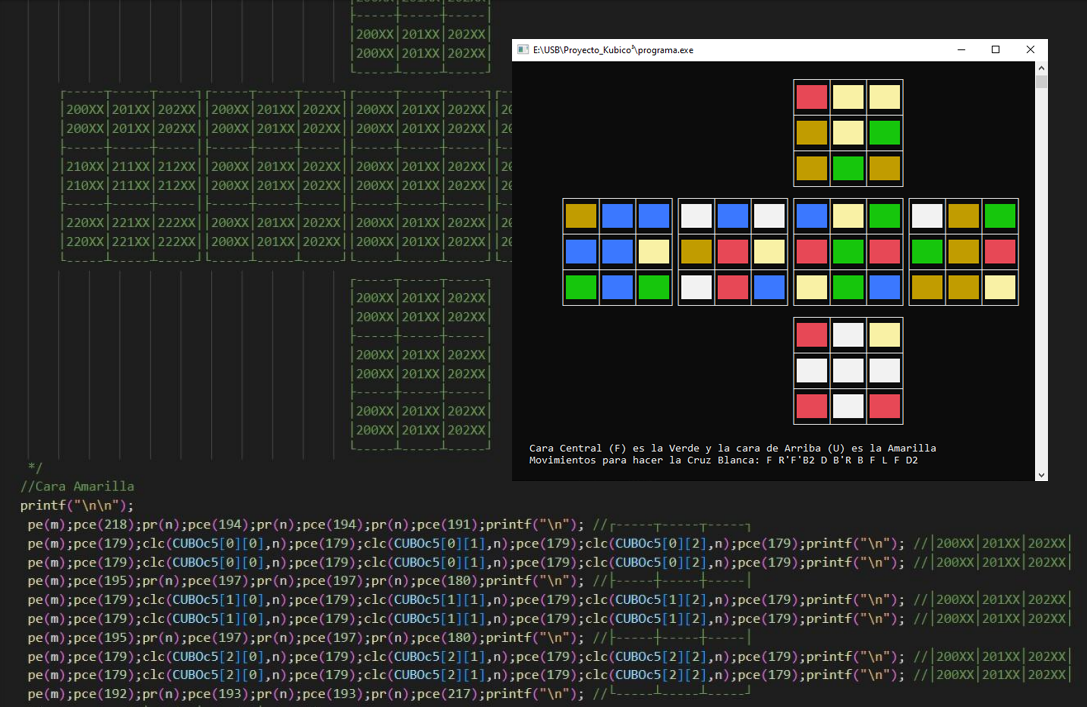 |200XX|201XX|202XX|
├-----┼-----┼-----┤
|200XX|201XX|202XX|
|200XX|201XX|202XX|
└-----┴-----┴-----┘
┌-----┬-----┬-----┐┌-----┬-----┬-----┐┌-----┬-----┬-----┐┌--
|200XX|201XX|202XX||200XX|201XX|202XX||200XX|201XX|202XX||20
|200XX|201XX|202XX||200XX|201XX|202XX||200XX|201XX|202XX||20
├-----┼-----┼-----┤├-----┼-----┼-----┤├-----┼-----┼-----┤├--
|210XX|211XX|212XX||200XX|201XX|202XX||200XX|201XX|202XX||20
|210XX|211XX|212XX||200XX|201XX|202XX||200XX|201XX|202XX||20
├-----┼-----┼-----┤├-----┼-----┼-----┤├-----┼-----┼-----┤├--
|220XX|221XX|222XX||200XX|201XX|202XX||200XX|201XX|202XX||20
|220XX|221XX|222XX||200XX|201XX|202XX||200XX|201XX|202XX||20
└-----┴-----┴-----┘└-----┴-----┴-----┘└-----┴-----┴-----┘└--
┌-----┬-----┬-----┐
|200XX|201XX|202XX|
|200XX|201XX|202XX|
├-----┼-----┼-----┤
|200XX|201XX|202XX|
|200XX|201XX|202XX|
├-----┼-----┼-----┤
|200XX|201XX|202XX|
|200XX|201XX|202XX|
└-----┴-----┴-----┘
E:\USB\Proyecto_Kubico⁵\programa.exe
Cara Central (F) es la Verde y la cara de Arriba (U) es la Amarilla
Movimientos para hacer la Cruz Blanca: F R'F'B2 D B'R B F L F D2
*/
//Cara Amarilla
printf("\n\n");
pe(m);pce(218);pr(n);pce(194);pr(n);pce(194);pr(n);pce(191);printf("\n"); //┌-----┬-----┬-----┐
pe(m);pce(179);clc(CUBOc5[0][0],n);pce(179);clc(CUBOc5[0][1],n);pce(179);clc(CUBOc5[0][2],n);pce(179);printf("\n"); //|200XX|201XX|202XX|
pe(m);pce(179);clc(CUBOc5[0][0],n);pce(179);clc(CUBOc5[0][1],n);pce(179);clc(CUBOc5[0][2],n);pce(179);printf("\n"); //|200XX|201XX|202XX|
pe(m);pce(195);pr(n);pce(197);pr(n);pce(197);pr(n);pce(180);printf("\n"); //├-----┼-----┼-----┤
pe(m);pce(179);clc(CUBOc5[1][0],n);pce(179);clc(CUBOc5[1][1],n);pce(179);clc(CUBOc5[1][2],n);pce(179);printf("\n"); //|200XX|201XX|202XX|
pe(m);pce(179);clc(CUBOc5[1][0],n);pce(179);clc(CUBOc5[1][1],n);pce(179);clc(CUBOc5[1][2],n);pce(179);printf("\n"); //|200XX|201XX|202XX|
pe(m);pce(195);pr(n);pce(197);pr(n);pce(197);pr(n);pce(180);printf("\n"); //├-----┼-----┼-----┤
pe(m);pce(179);clc(CUBOc5[2][0],n);pce(179);clc(CUBOc5[2][1],n);pce(179);clc(CUBOc5[2][2],n);pce(179);printf("\n"); //|200XX|201XX|202XX|
pe(m);pce(179);clc(CUBOc5[2][0],n);pce(179);clc(CUBOc5[2][1],n);pce(179);clc(CUBOc5[2][2],n);pce(179);printf("\n"); //|200XX|201XX|202XX|
pe(m);pce(192);pr(n);pce(193);pr(n);pce(193);pr(n);pce(217);printf("\n"); //└-----┴-----┴-----┘